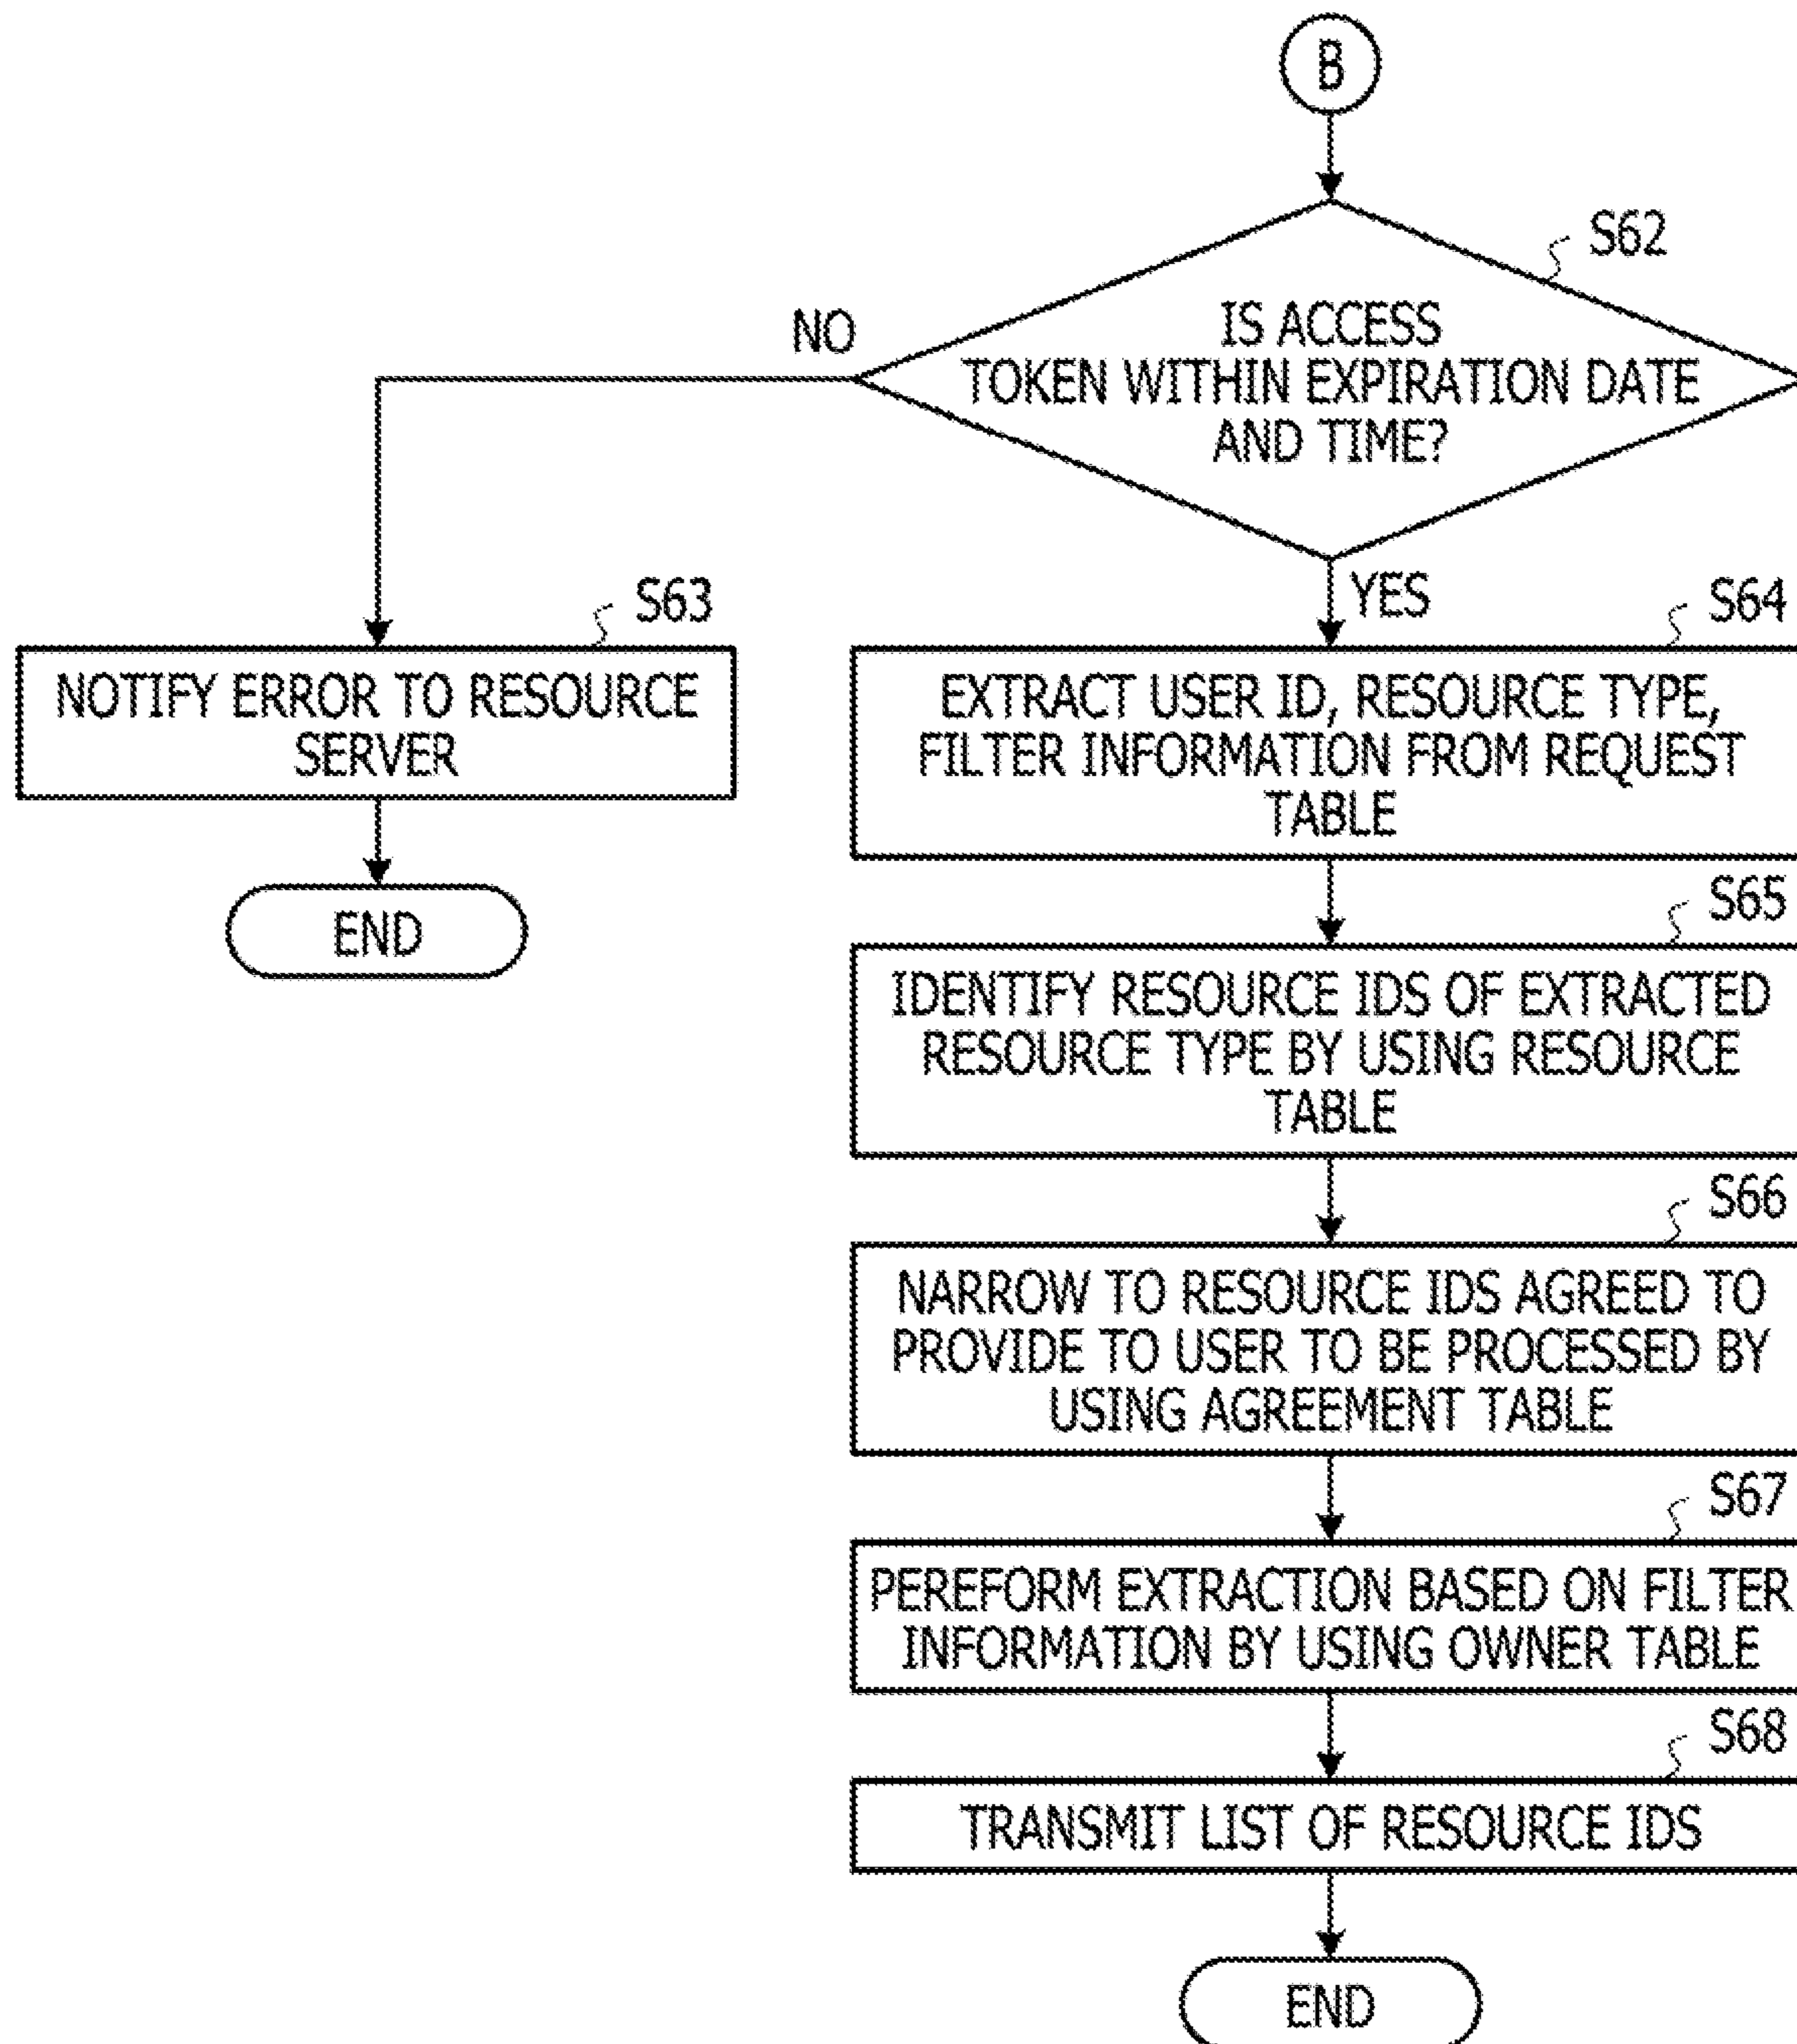 B
S62
IS ACCESS
TOKEN WITHIN EXPIRATION DATE
AND TIME?
NO
YES
S63
NOTIFY ERROR TO RESOURCE
SERVER
END
S64
EXTRACT USER ID, RESOURCE TYPE,
FILTER INFORMATION FROM REQUEST
TABLE
S65
IDENTIFY RESOURCE IDS OF EXTRACTED
RESOURCE TYPE BY USING RESOURCE
TABLE
S66
NARROW TO RESOURCE IDS AGREED TO
PROVIDE TO USER TO BE PROCESSED BY
USING AGREEMENT TABLE
S67
PEREFORM EXTRACTION BASED ON FILTER
INFORMATION BY USING OWNER TABLE
S68
TRANSMIT LIST OF RESOURCE IDS
END